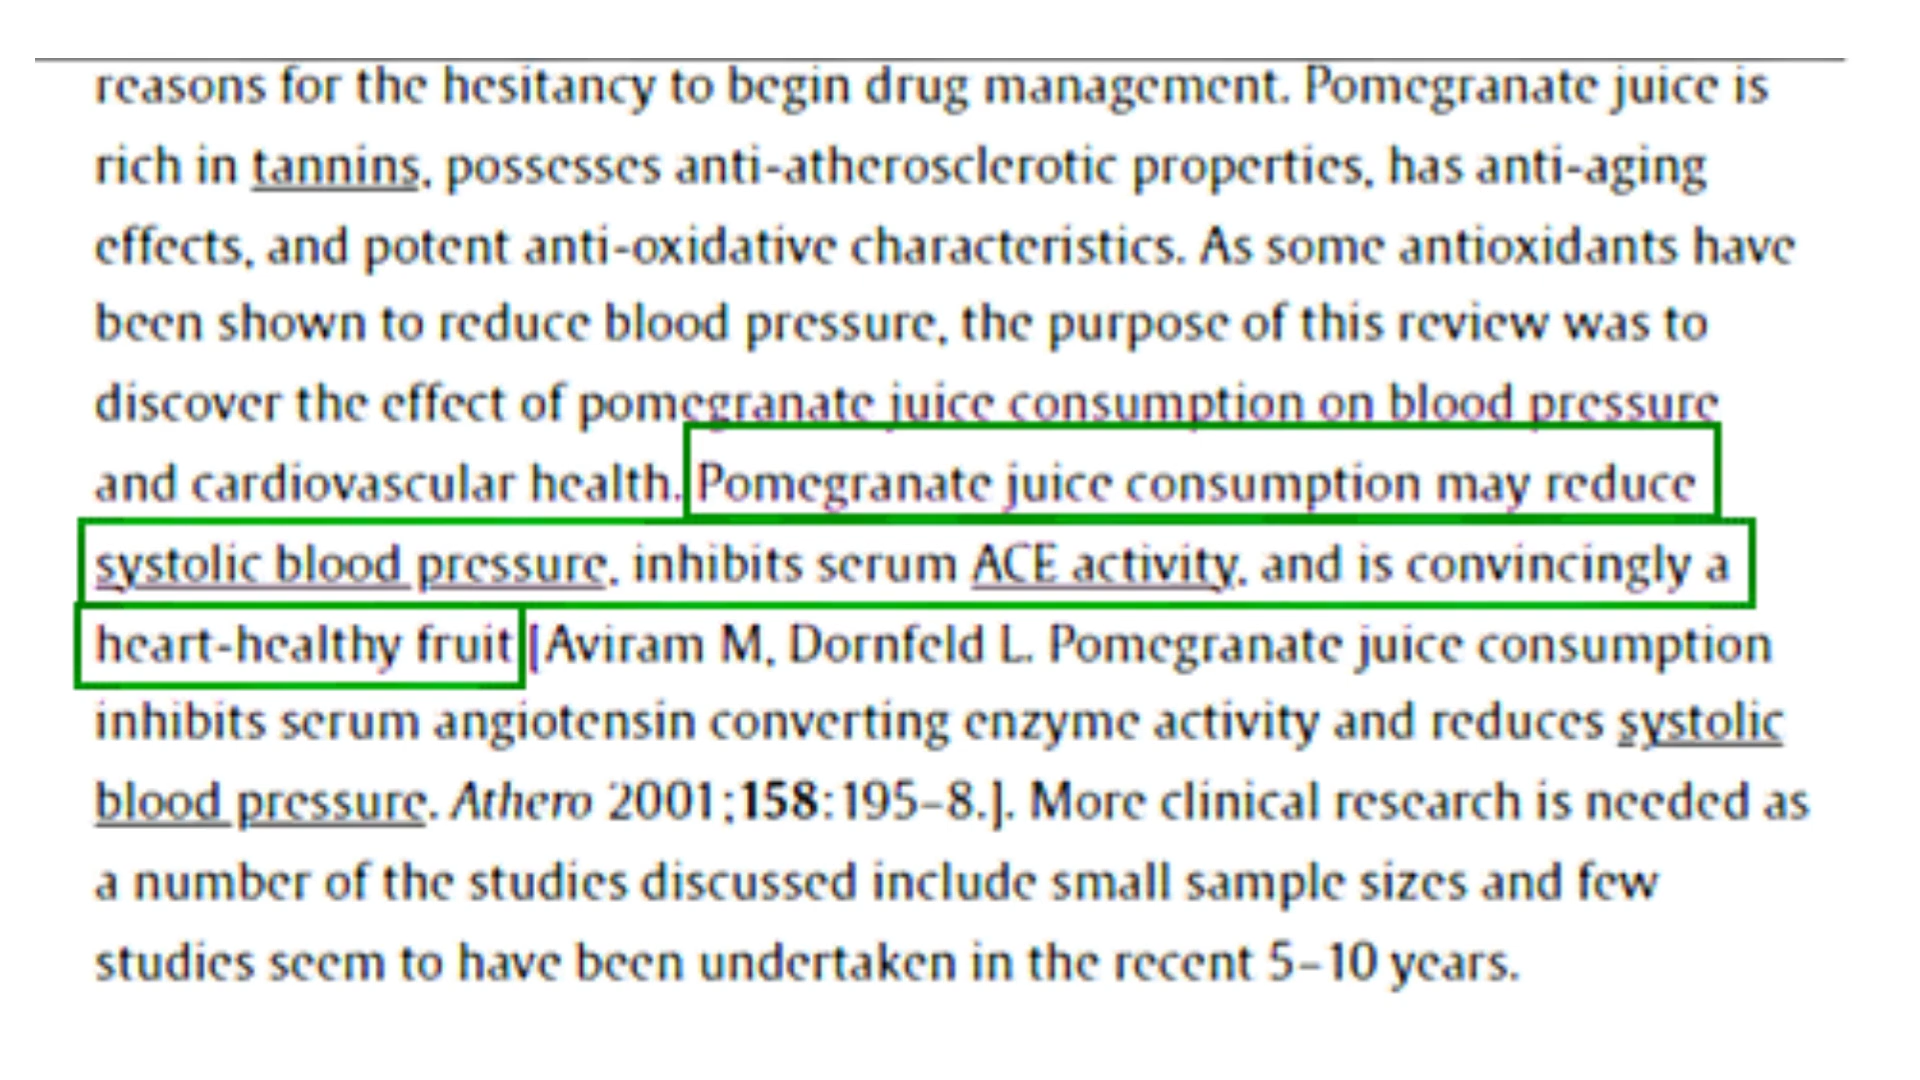 reasons for the hesitancy to begin drug management. Pomegranate juice is
rich in tannins, possesses anti-atherosclerotic properties, has anti-aging
effects, and potent anti-oxidative characteristics. As some antioxidants have
been shown to reduce blood pressure, the purpose of this review was to
discover the effect of pomegranate juice consumption on blood pressure
and cardiovascular health. Pomegranate juice consumption may reduce
systolic blood pressure, inhibits serum ACE activity, and is convincingly a
heart-healthy fruit [Aviram M, Dornfeld L. Pomegranate juice consumption
inhibits serum angiotensin converting enzyme activity and reduces systolic
blood pressure. Athero 2001;158:195–8.]. More clinical research is needed as
a number of the studies discussed include small sample sizes and few
studies seem to have been undertaken in the recent 5–10 years.